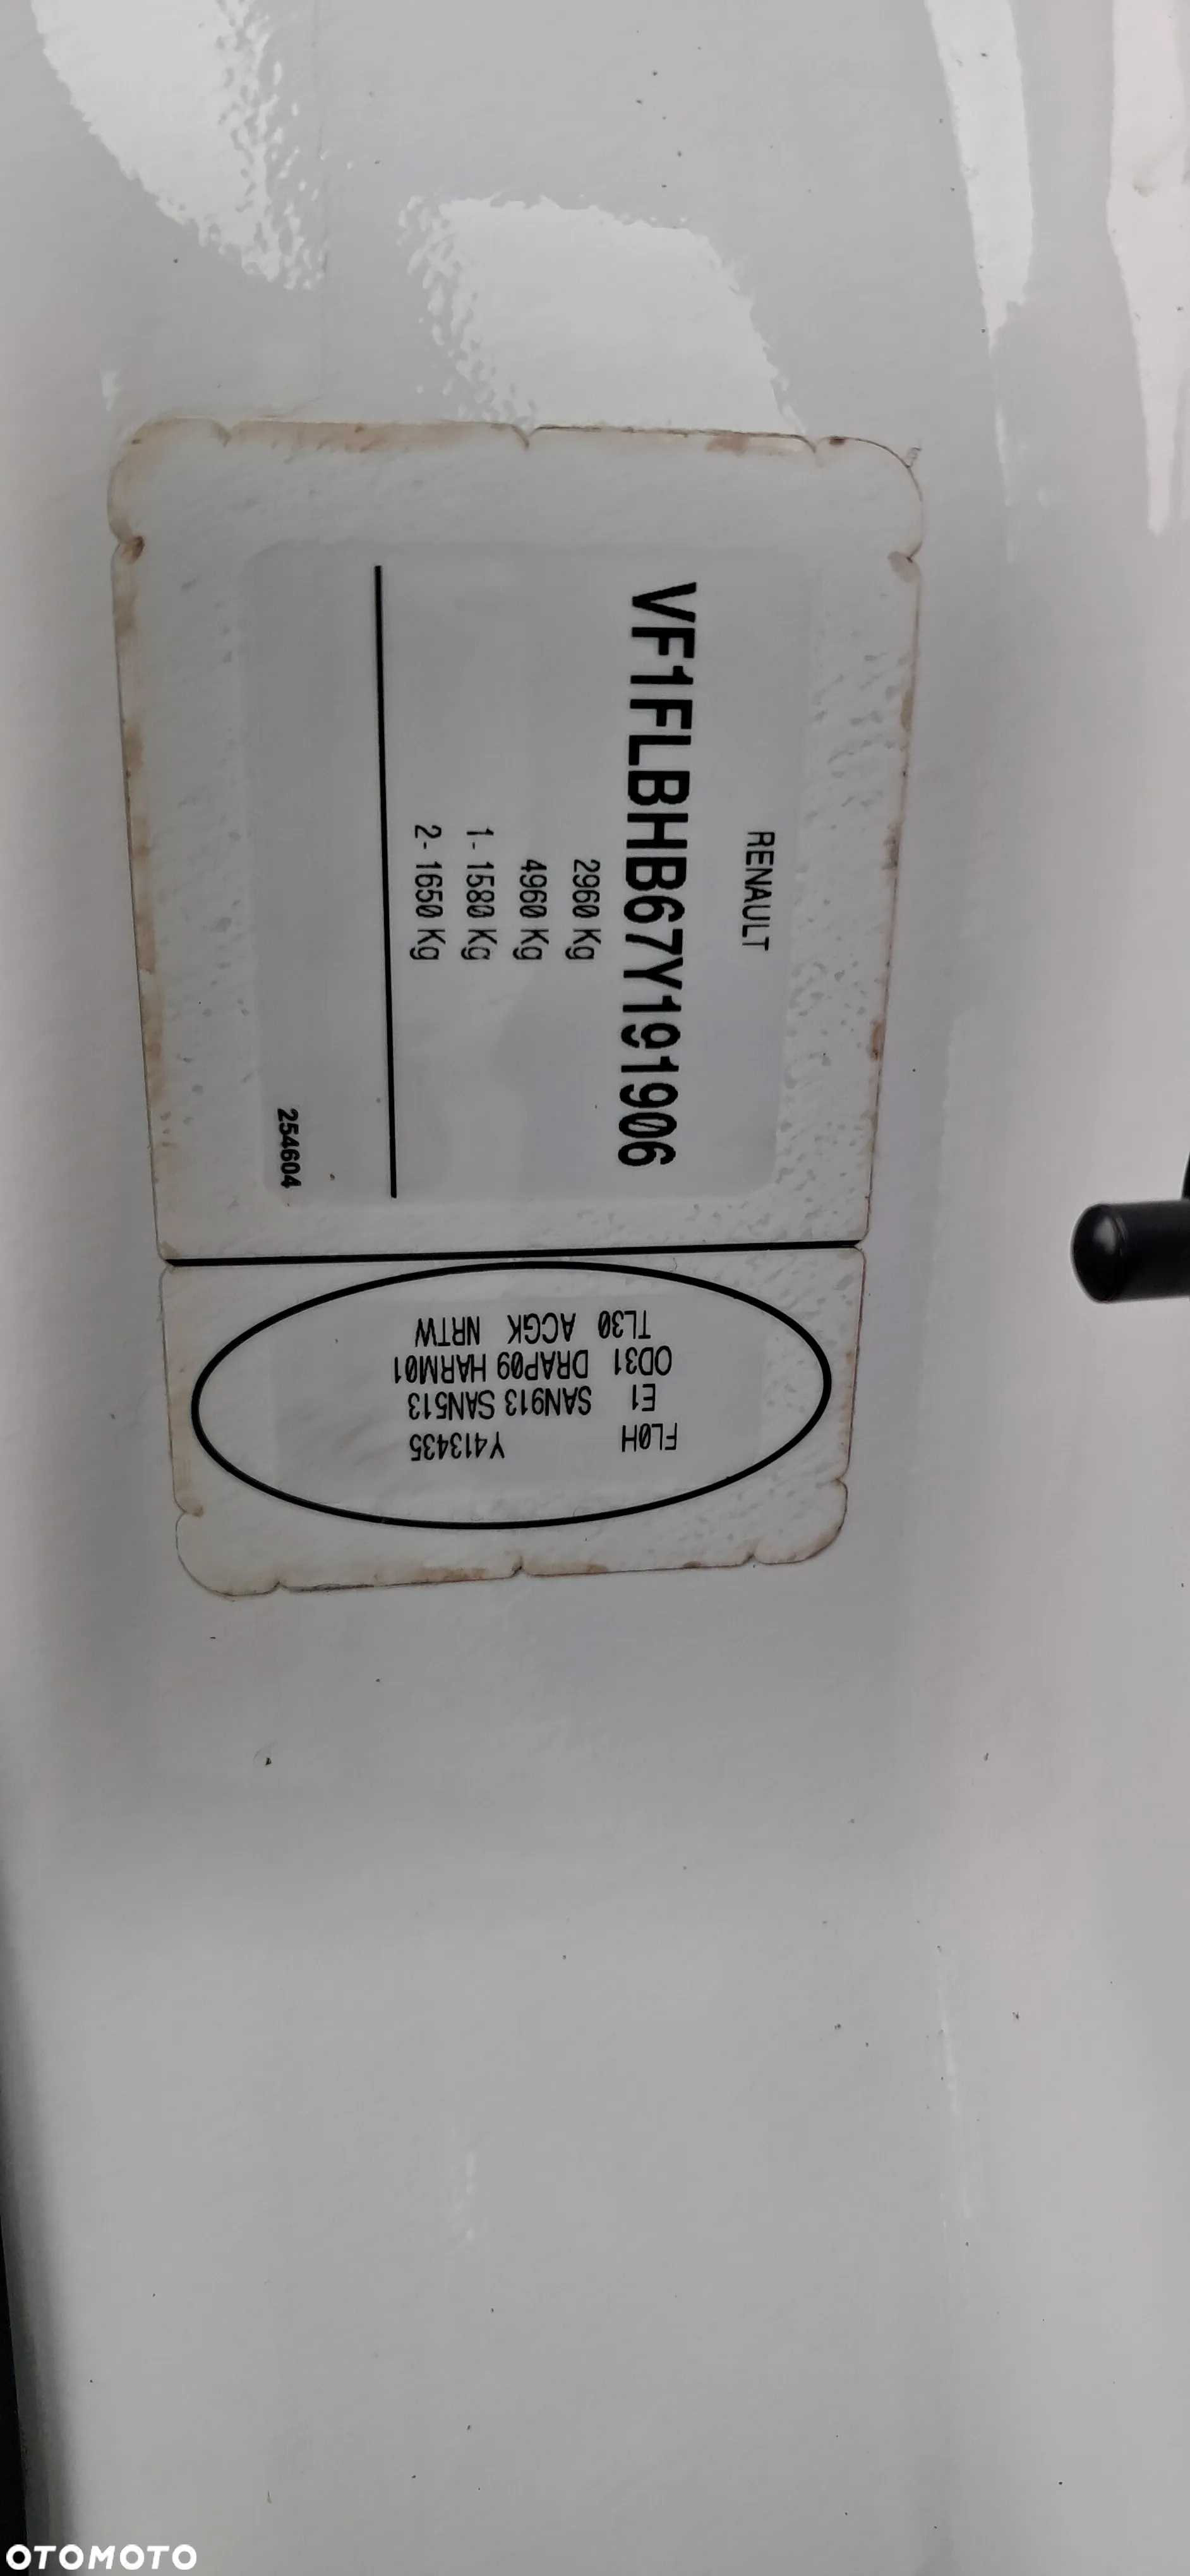 RENAULT
VF1FLBHB67Y191906
2960 Kg
4960 Kg
1- 1580 Kg
2- 1650 Kg
254604
FL0H Y413435
E1 SAN913 SAN513
OD31 DRAP09 HARM01
TL30 ACGK NRTW
OTOMOTO